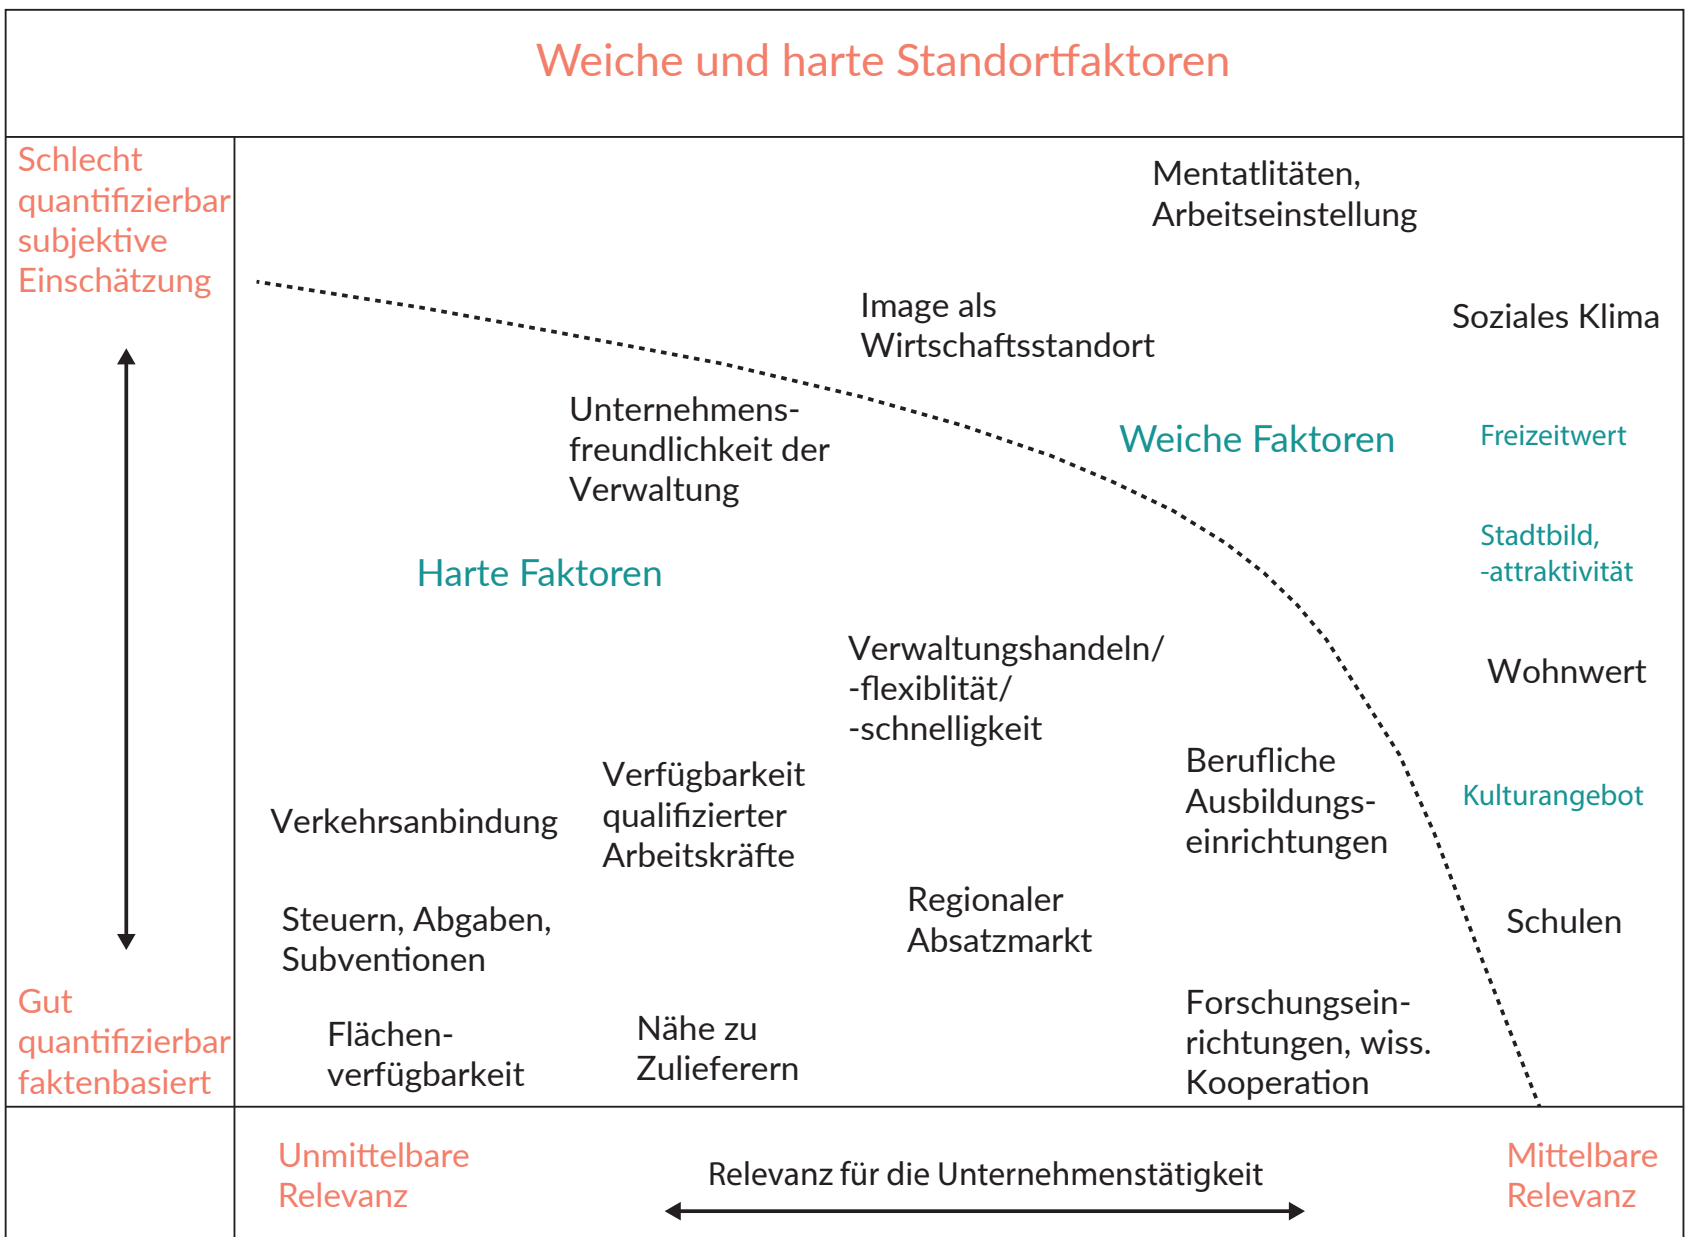 Weiche und harte Standortfaktoren
Schlecht
quantifizierbar
subjektive
Einschätzung
Mentatlitäten,
Arbeitseinstellung
Image als
Wirtschaftsstandort
Soziales Klima
Unternehmens-
freundlichkeit der
Verwaltung
Weiche Faktoren
Freizeitwert
Harte Faktoren
Stadtbild,
-attraktivität
Verwaltungshandeln/
-flexiblität/
-schnelligkeit
Wohnwert
Verkehrsanbindung
Verfügbarkeit
qualifizierter
Arbeitskräfte
Berufliche
Ausbildungs-
einrichtungen
Kulturangebot
Steuern, Abgaben,
Subventionen
Regionaler
Absatzmarkt
Schulen
Gut
quantifizierbar
faktenbasiert
Flächen-
verfügbarkeit
Nähe zu
Zulieferern
Forschungsein-
richtungen, wiss.
Kooperation
Unmittelbare
Relevanz
Relevanz für die Unternehmenstätigkeit
Mittelbare
Relevanz